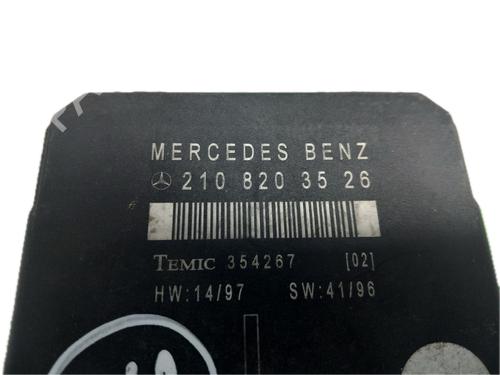 MERCEDES BENZ
210 820 35 26
TEMIC 354267 [02]
HW:14/97 SW:41/96